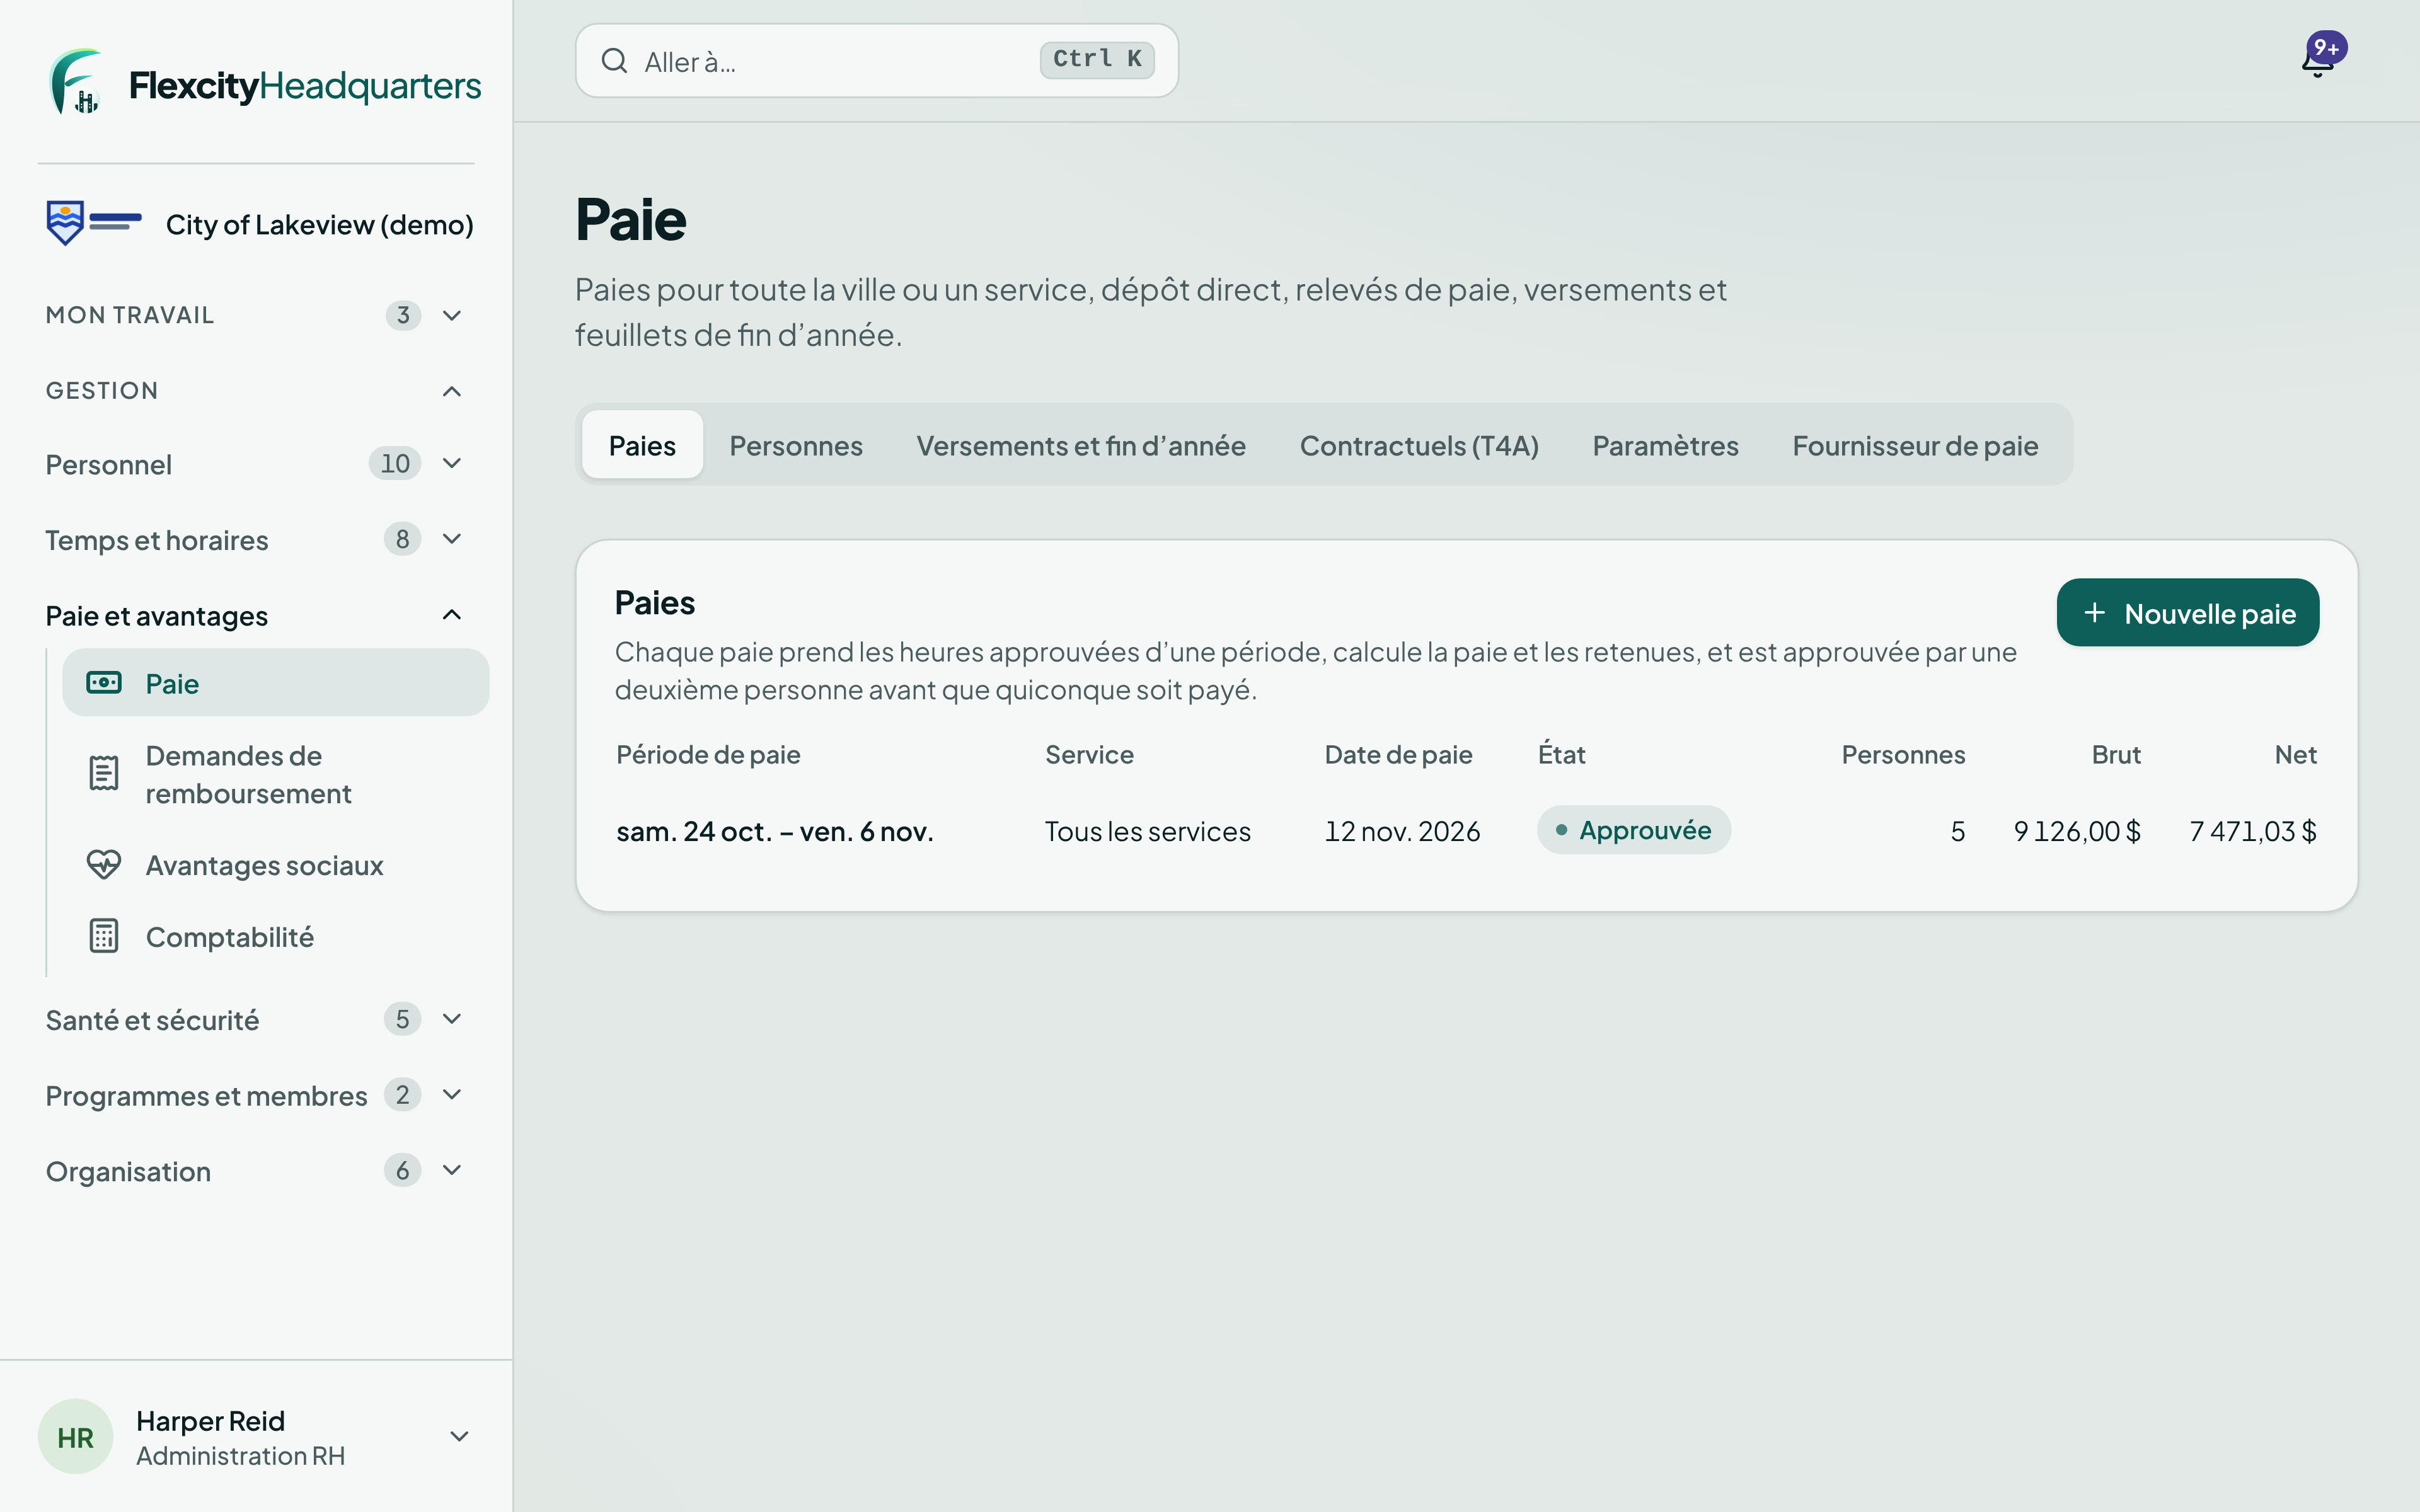 FlexcityHeadquarters
City of Lakeview (demo)
MON TRAVAIL 3
GESTION
Personnel 10
Temps et horaires 8
Paie et avantages
Paie
Demandes de
remboursement
Avantages sociaux
Comptabilité
Santé et sécurité 5
Programmes et membres 2
Organisation 6
HR
Harper Reid
Administration RH
Aller à... Ctrl K
9+
Paie
Paies pour toute la ville ou un service, dépôt direct, relevés de paie, versements et
feuillets de fin d’année.
Paies Personnes Versements et fin d’année Contractuels (T4A) Paramètres Fournisseur de paie
Paies
Nouvelle paie
Chaque paie prend les heures approuvées d’une période, calcule la paie et les retenues, et est approuvée par une
deuxième personne avant que quiconque soit payé.
Période de paie Service Date de paie État Personnes Brut Net
sam. 24 oct. – ven. 6 nov. Tous les services 12 nov. 2026 Approuvée 5 9 126,00 $ 7 471,03 $